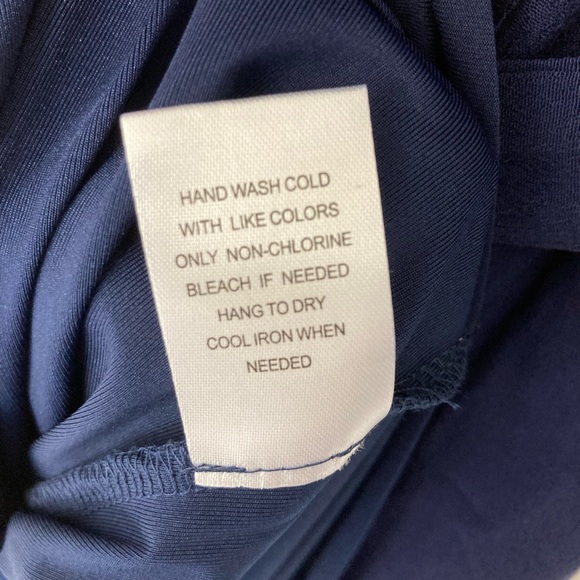 HAND WASH COLD
WITH LIKE COLORS
ONLY NON-CHLORINE
BLEACH IF NEEDED
HANG TO DRY
COOL IRON WHEN
NEEDED